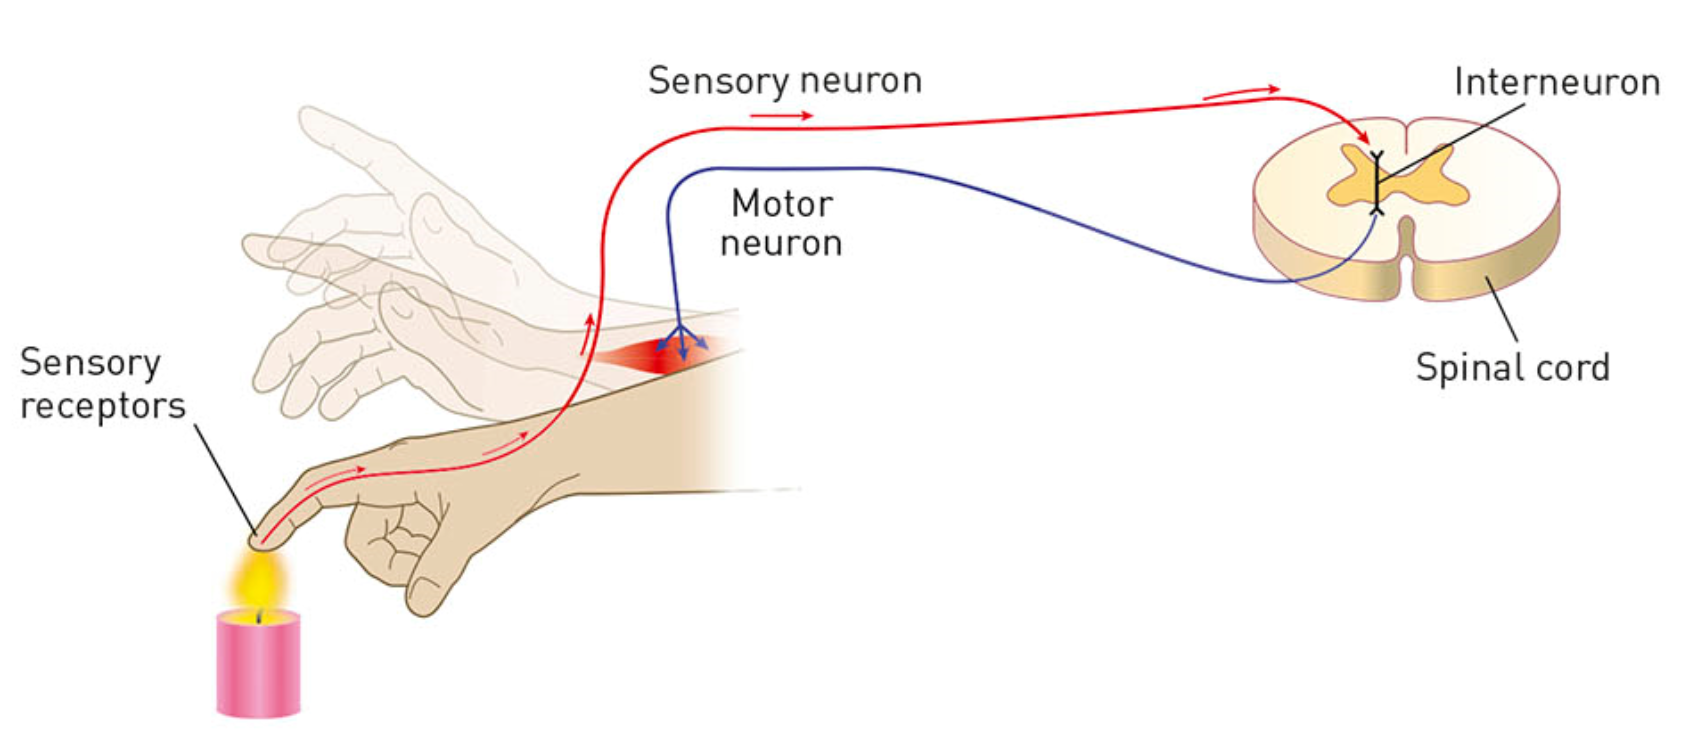 Sensory neuron
Interneuron
Motor
neuron
Sensory
receptors
Spinal cord